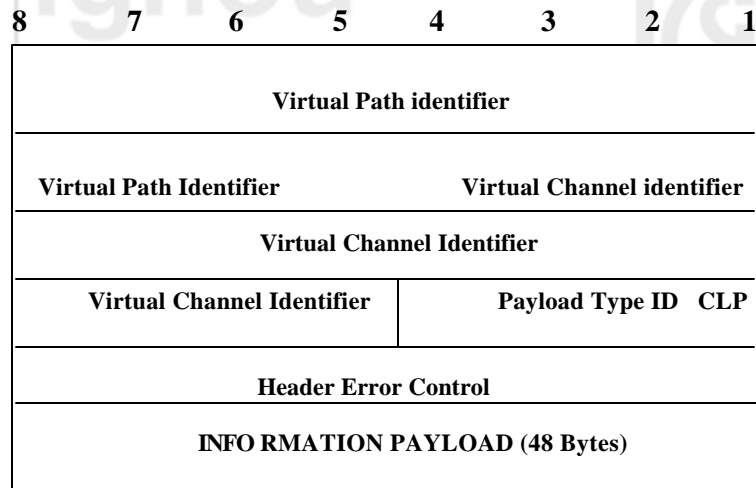 8 7 6 5 4 3 2 1
Virtual Path identifier
Virtual Path Identifier Virtual Channel identifier
Virtual Channel Identifier
Virtual Channel Identifier Payload Type ID CLP
Header Error Control
INFO RMATION PAYLOAD (48 Bytes)